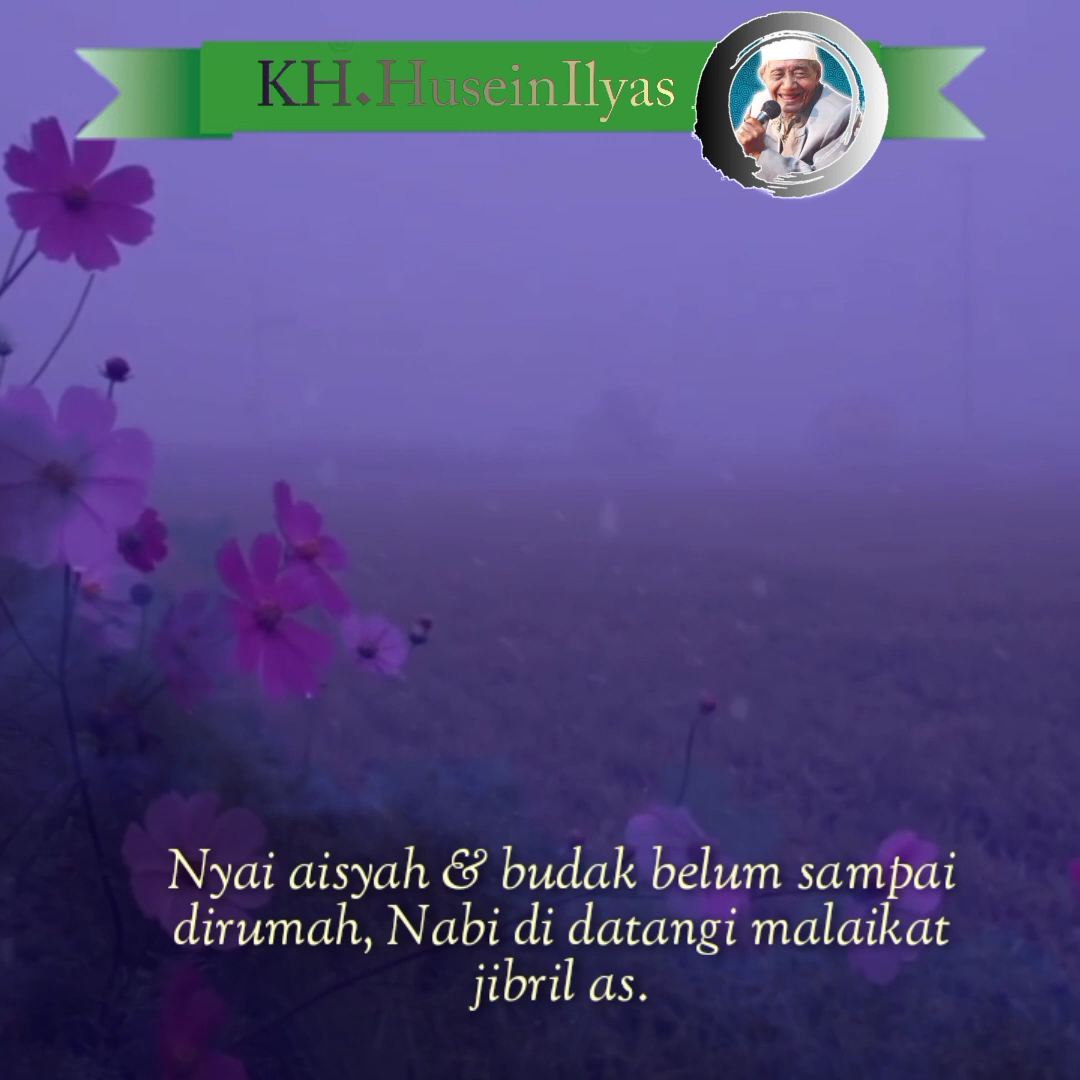 KH.HuseinIlyas
Nyai aisyah & budak belum sampai
dirumah, Nabi di datangi malaikat
jibril as.